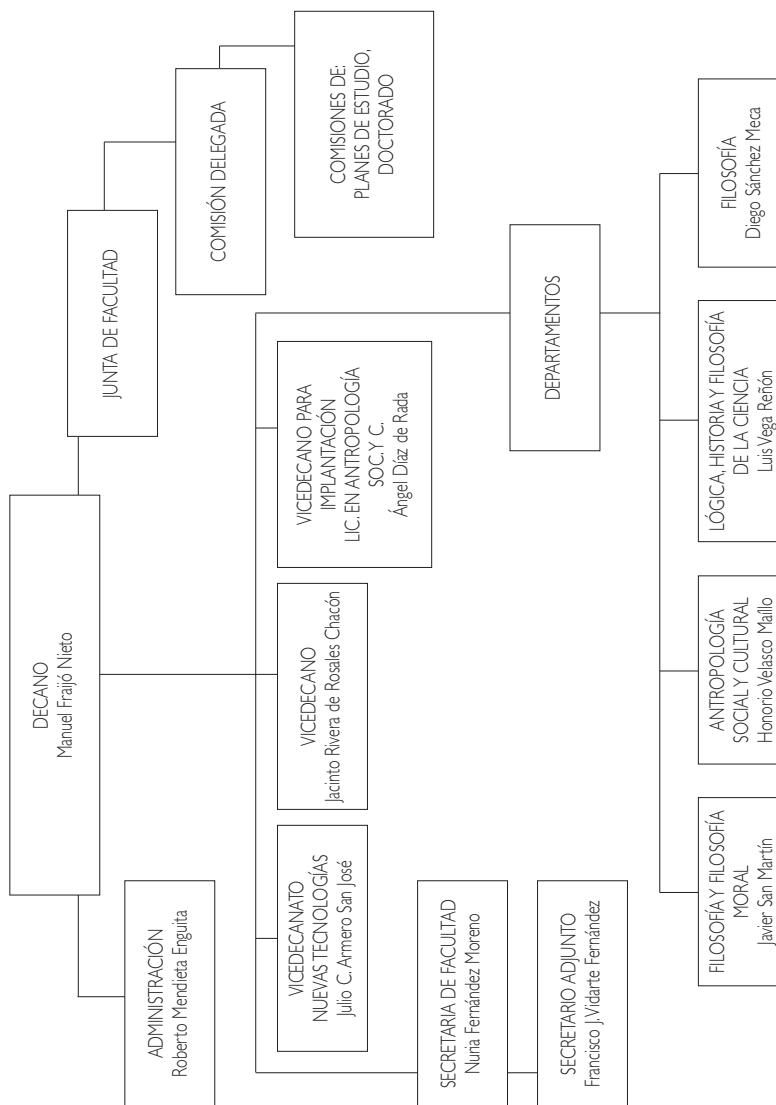 DECANO
Manuel Fraijó Nieto
JUNTA DE FACULTAD
COMISIÓN DELEGADA
COMISIONES DE:
PLANES DE ESTUDIO,
DOCTORADO
ADMINISTRACIÓN
Roberto Mendieta Enguita
VICEDECANATO
NUEVAS TECNOLOGÍAS
Julio C. Armero San José
VICEDECANO
Jacinto Rivera de Rosales Chacón
VICEDECANO PARA
IMPLANTACIÓN
LIC. EN ANTROPOLOGÍA
SOC. Y C.
Ángel Díaz de Rada
SECRETARIA DE FACULTAD
Nuria Fernández Moreno
SECRETARIO ADJUNTO
Francisco J. Vidarte Fernández
DEPARTAMENTOS
FILOSOFÍA Y FILOSOFÍA
MORAL
Javier San Martín
ANTROPOLOGÍA
SOCIAL Y CULTURAL
Honorio Velasco Maíllo
LÓGICA, HISTORIA Y FILOSOFÍA
DE LA CIENCIA
Luis Vega Reñón
FILOSOFÍA
Diego Sánchez Meca